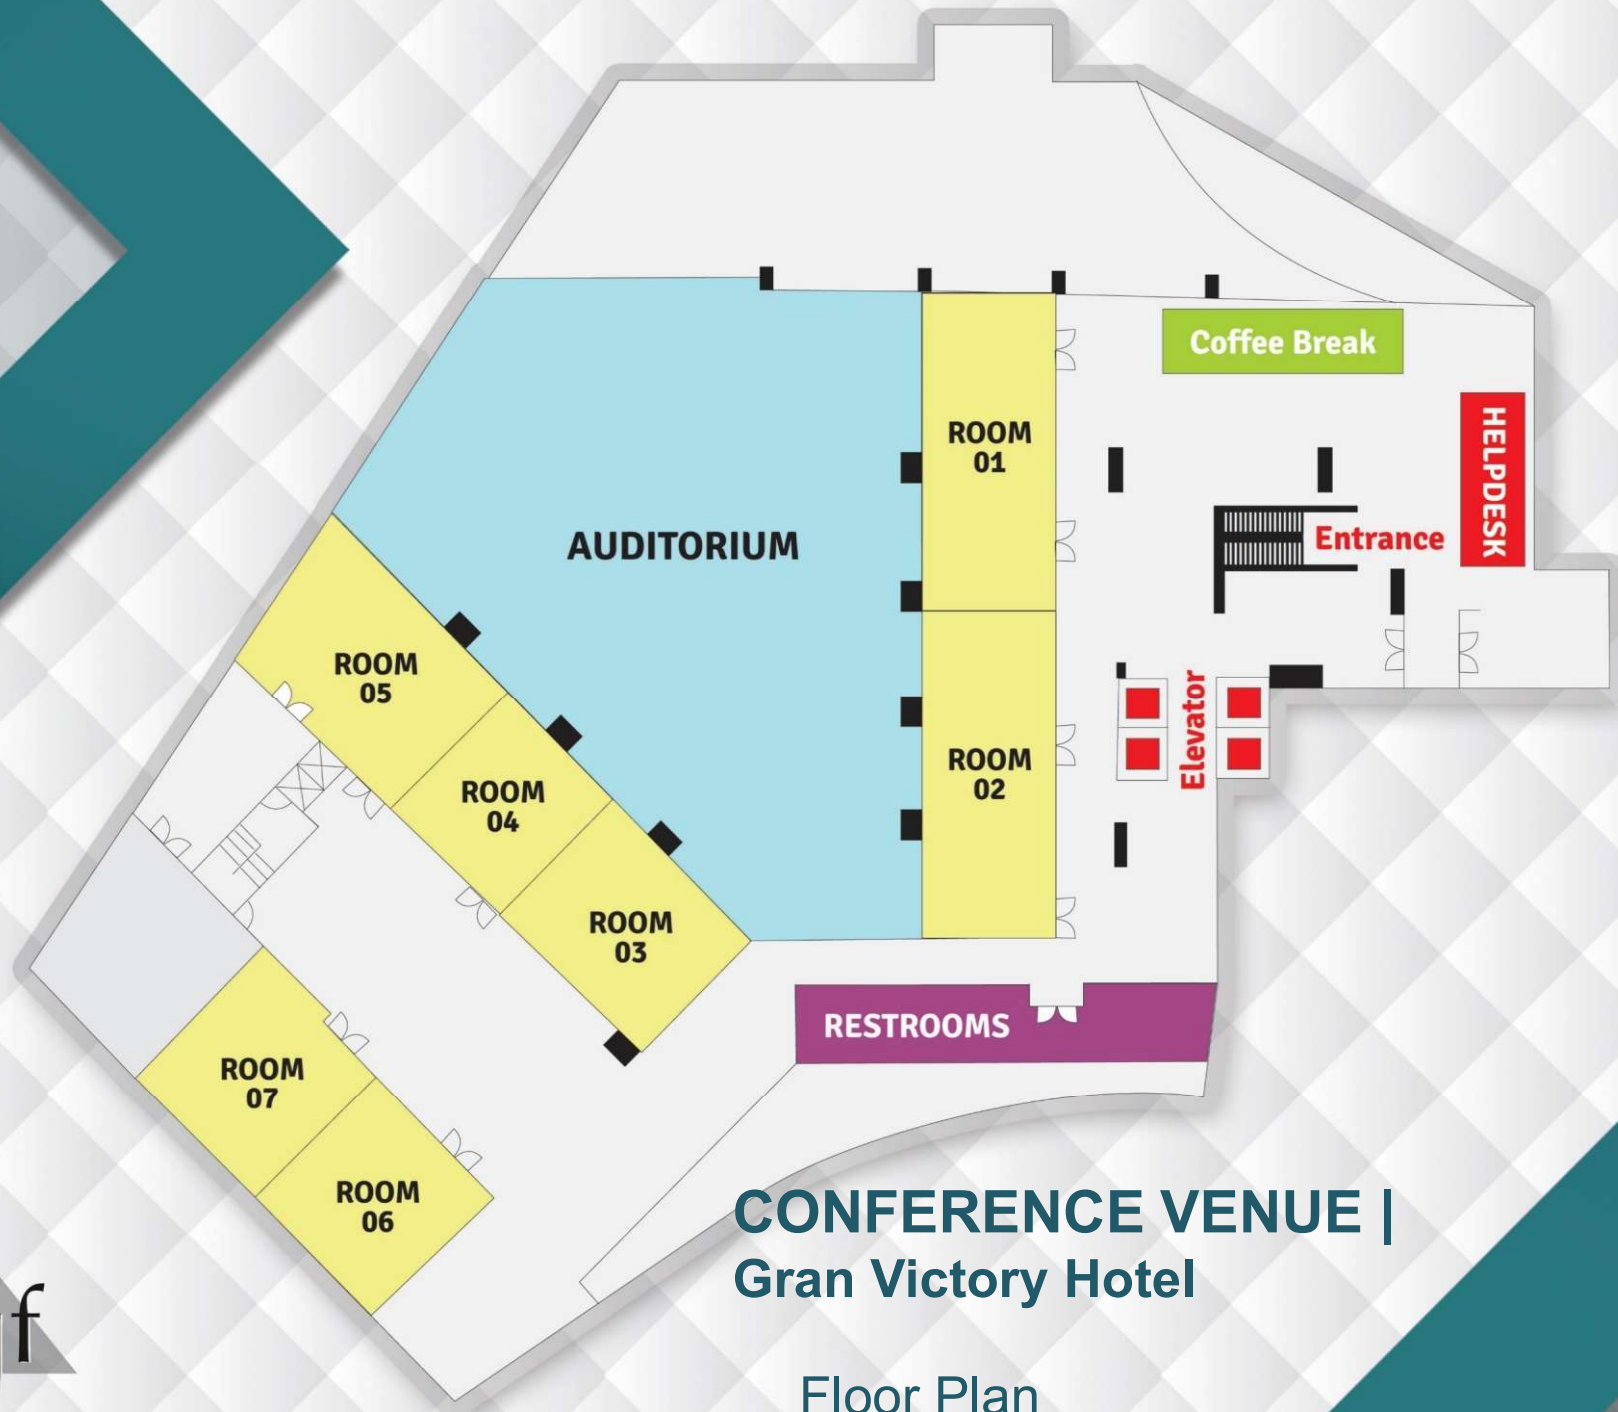 Coffee Break
HELPDESK
ROOM
01
AUDITORIUM
Entrance
ROOM
05
Elevator
ROOM
02
ROOM
04
ROOM
03
RESTROOMS
ROOM
07
ROOM
06
CONFERENCE VENUE |
Gran Victory Hotel
f
Floor Plan